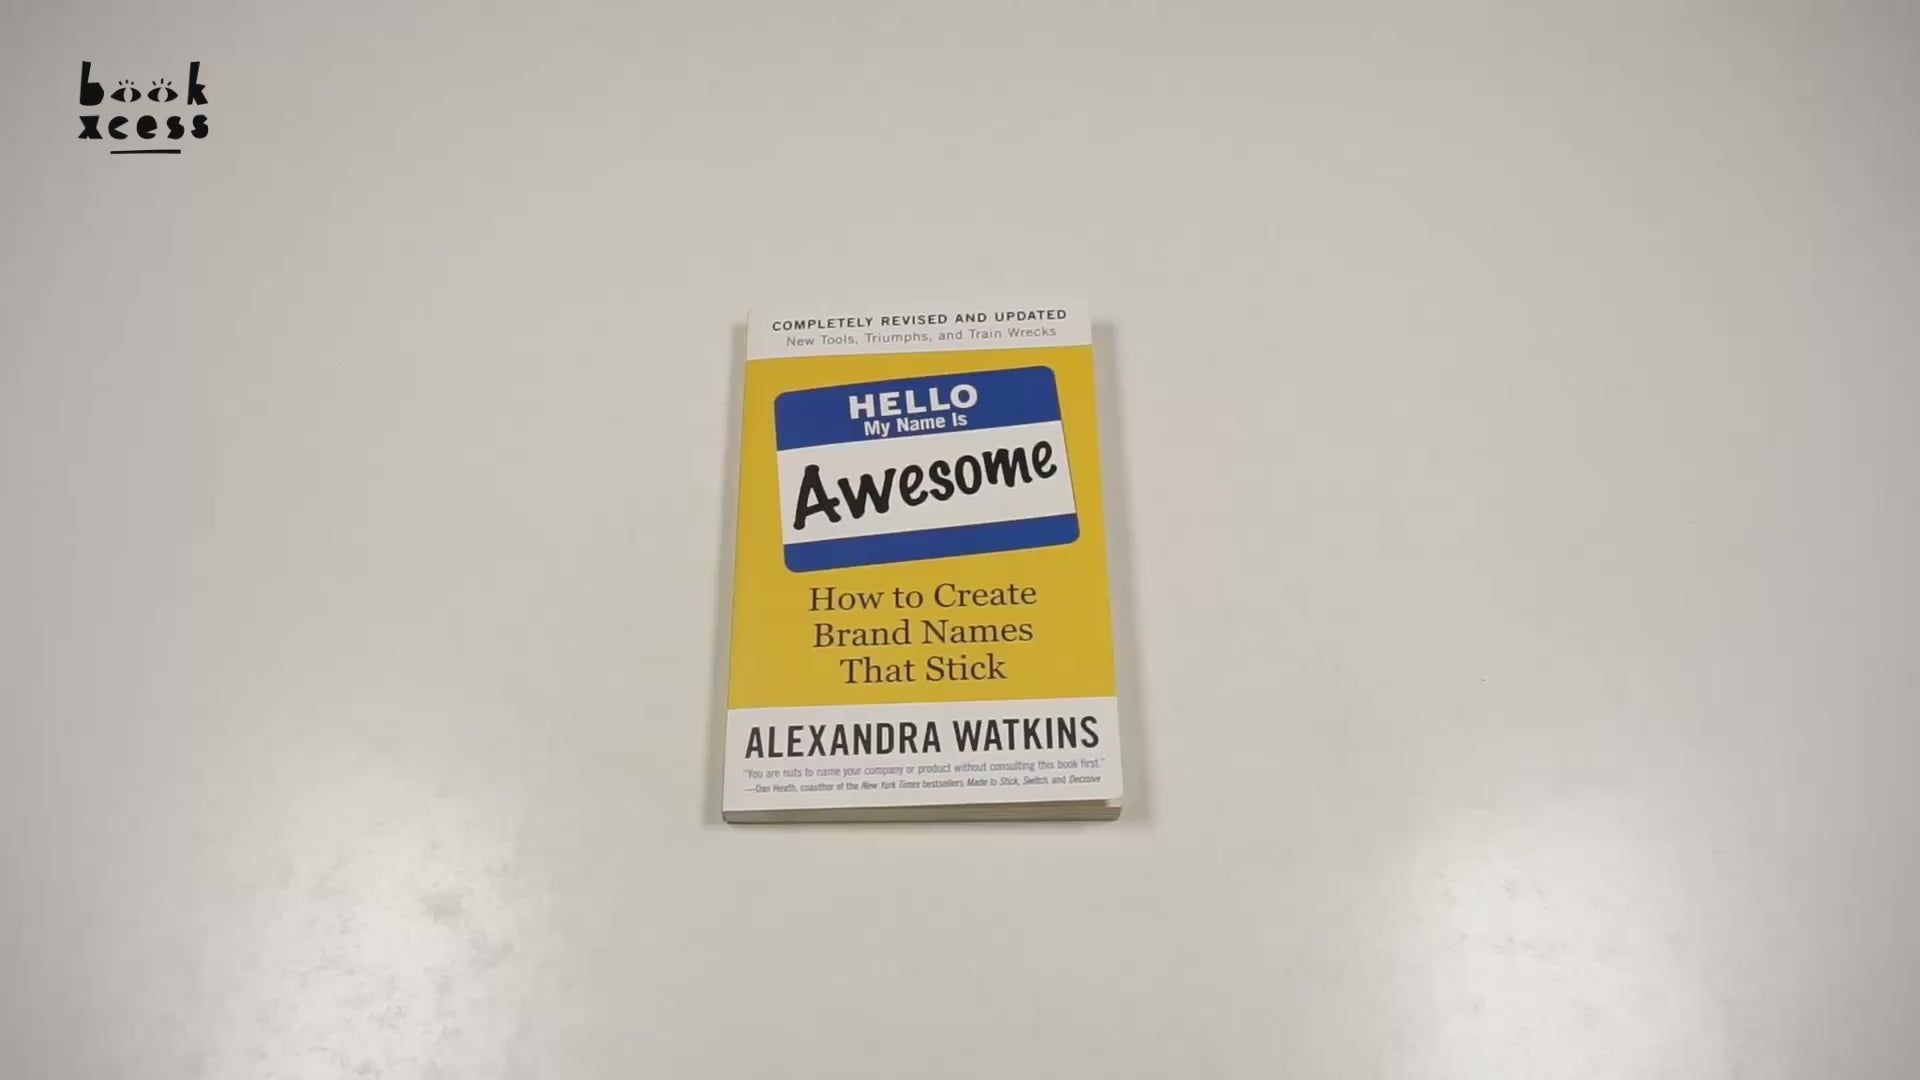 book
xcess
COMPLETELY REVISED AND UPDATED
New Tools, Triumphs, and Train Wrecks
HELLO
My Name Is
Awesome
How to Create
Brand Names
That Stick
ALEXANDRA WATKINS
"You are nuts to name your company or product without consulting this book first."
—Dan Heath, coauthor of the New York Times bestsellers Made to Stick, Switch, and Decisive